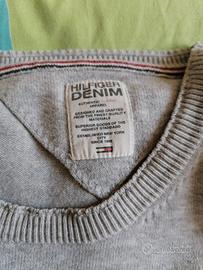 HILFIGER
DENIM
AUTHENTIC
APPAREL
DESIGNED AND CRAFTED
FROM THE FINEST QUALITY
MATERIALS
SUPERIOR GOODS OF THE
HIGHEST STANDARD
ESTABLISHED NEW YORK
CITY
SINCE 1985